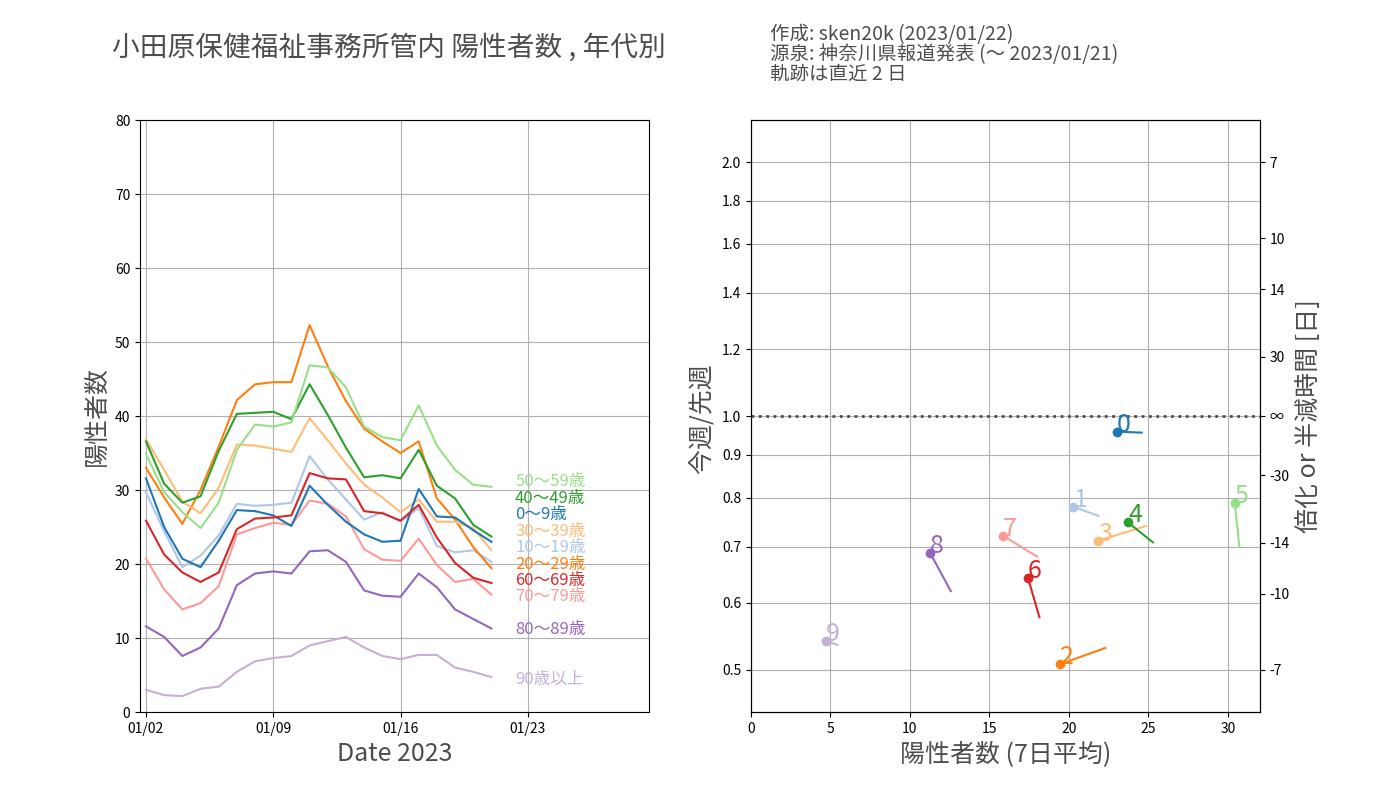 小田原保健福祉事務所管内 陽性者数 , 年代別
作成: sken20k (2023/01/22)
源泉: 神奈川県報道発表 (〜 2023/01/21)
軌跡は直近 2 日
陽性者数
80
70
60
50
40
30
20
10
0
50〜59歳
40〜49歳
0〜9歳
30〜39歳
10〜19歳
20〜29歳
60〜69歳
70〜79歳
80〜89歳
90歳以上
01/02
01/09
01/16
01/23
Date 2023
今週/先週
2.0
1.8
1.6
1.4
1.2
1.0
0.9
0.8
0.7
0.6
0.5
0
1
5
4
7
3
8
6
9
2
7
10
14
30
∞
-30
-14
-10
-7
倍化 or 半減時間 [日]
0
5
10
15
20
25
30
陽性者数 (7日平均)